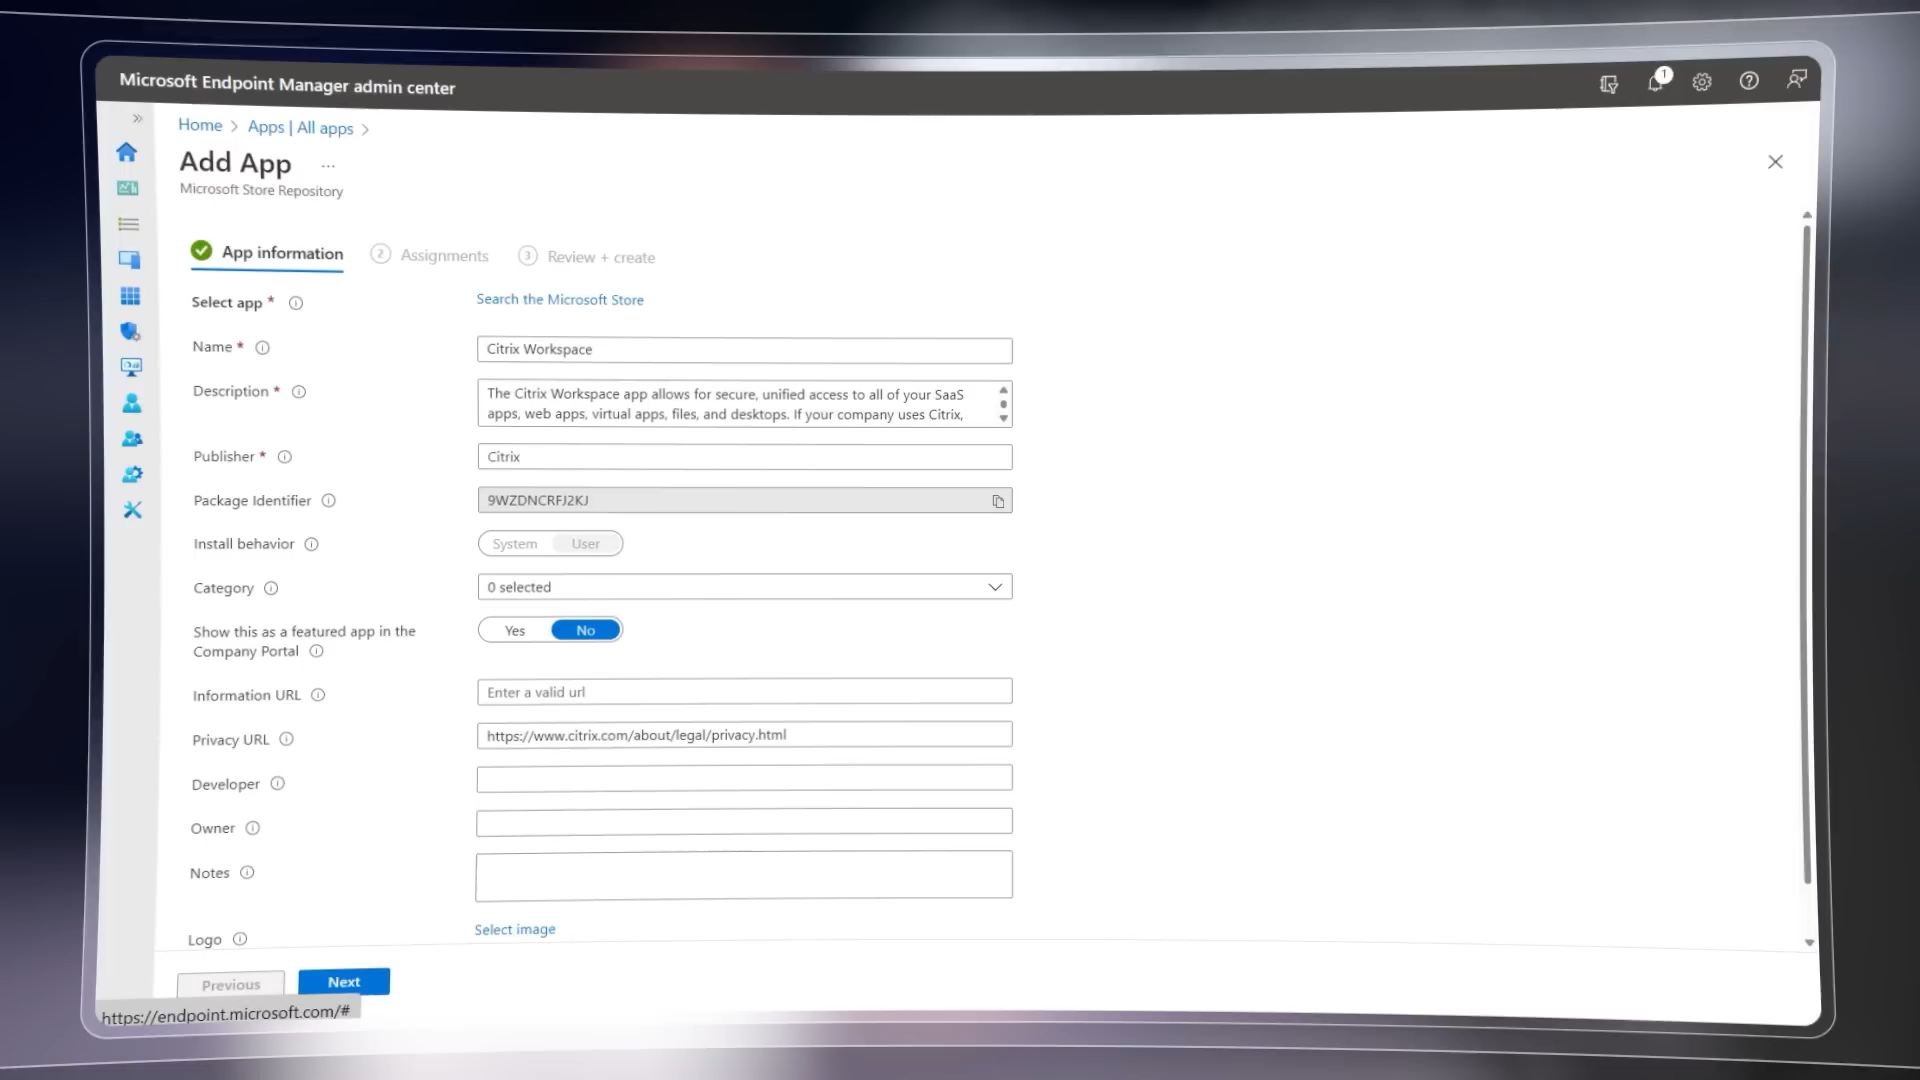 Microsoft Endpoint Manager admin center
1
Home > Apps | All apps >
Add App ...
Microsoft Store Repository
App information
2 Assignments
3 Review + create
Select app *
Search the Microsoft Store
Name *
Citrix Workspace
Description *
The Citrix Workspace app allows for secure, unified access to all of your SaaS
apps, web apps, virtual apps, files, and desktops. If your company uses Citrix,
Publisher *
Citrix
Package Identifier
9WZDNCRFJ2KJ
Install behavior
System User
Category
0 selected
Show this as a featured app in the
Company Portal
Yes No
Information URL
Enter a valid url
Privacy URL
https://www.citrix.com/about/legal/privacy.html
Developer
Owner
Notes
Logo
Select image
Previous Next
https://endpoint.microsoft.com/#